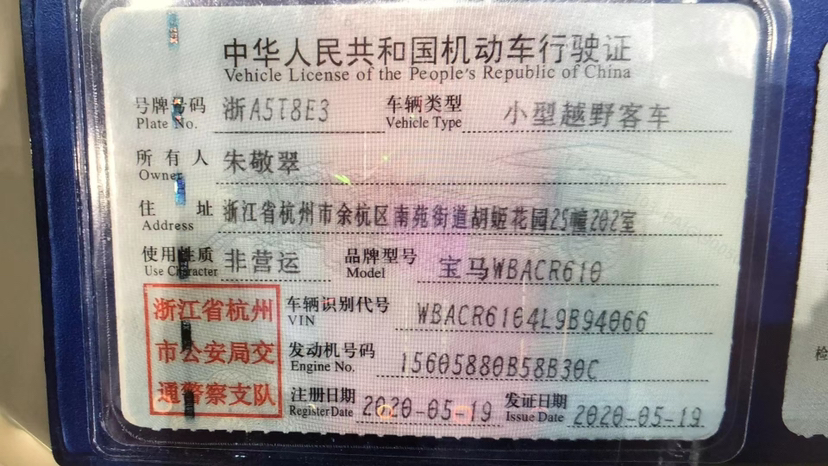 中华人民共和国机动车行驶证
Vehicle License of the People's Republic of China
号牌号码 浙A5T8E3 车辆类型 小型越野客车
Plate No. Vehicle Type
所有人 朱敬翠
Owner
住址 浙江省杭州市余杭区南苑街道胡姬花园25幢202室
Address
使用性质 非营运 品牌型号 宝马WBACR610
Use Character Model
浙江省杭州 车辆识别代号 WBACR6104L9B94066
VIN
市公安局交 发动机号码 15605880B58B30C
Engine No.
通警察支队 注册日期 2020-05-19 发证日期 2020-05-19
Register Date Issue Date